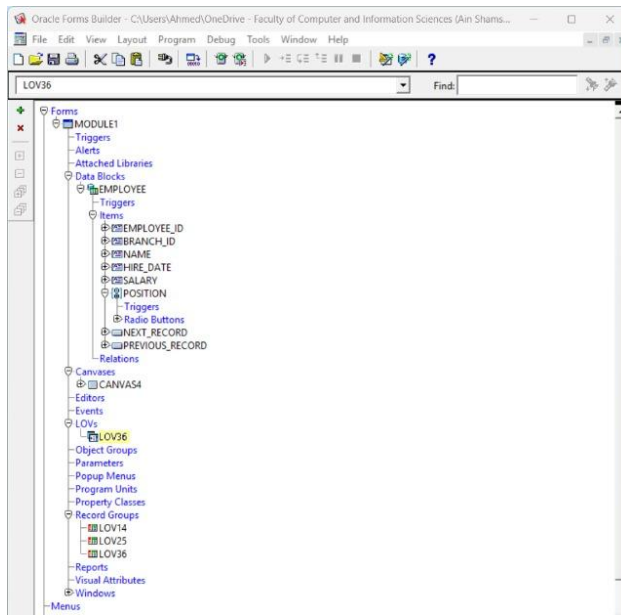 Oracle Forms Builder - C:\Users\Ahmed\OneDrive - Faculty of Computer and Information Sciences (Ain Shams...
File Edit View Layout Program Debug Tools Window Help
LOV36 Find:
Forms
MODULE1
Triggers
Alerts
Attached Libraries
Data Blocks
EMPLOYEE
Triggers
Items
EMPLOYEE_ID
BRANCH_ID
NAME
HIRE_DATE
SALARY
POSITION
Triggers
Radio Buttons
NEXT_RECORD
PREVIOUS_RECORD
Relations
Canvases
CANVAS4
Editors
Events
LOVs
LOV36
Object Groups
Parameters
Popup Menus
Program Units
Property Classes
Record Groups
LOV14
LOV25
LOV36
Reports
Visual Attributes
Windows
Menus